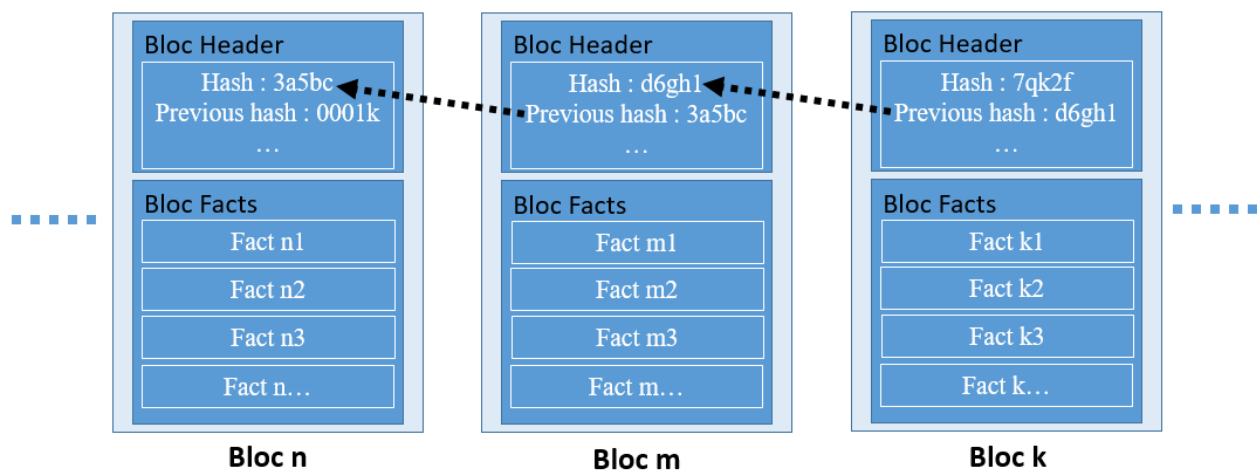 Bloc Header
Hash : 3a5bc
Previous hash : 0001k
…
Bloc Facts
Fact n1
Fact n2
Fact n3
Fact n…
Bloc n
Bloc Header
Hash : d6gh1
Previous hash : 3a5bc
…
Bloc Facts
Fact m1
Fact m2
Fact m3
Fact m…
Bloc m
Bloc Header
Hash : 7qk2f
Previous hash : d6gh1
…
Bloc Facts
Fact k1
Fact k2
Fact k3
Fact k…
Bloc k